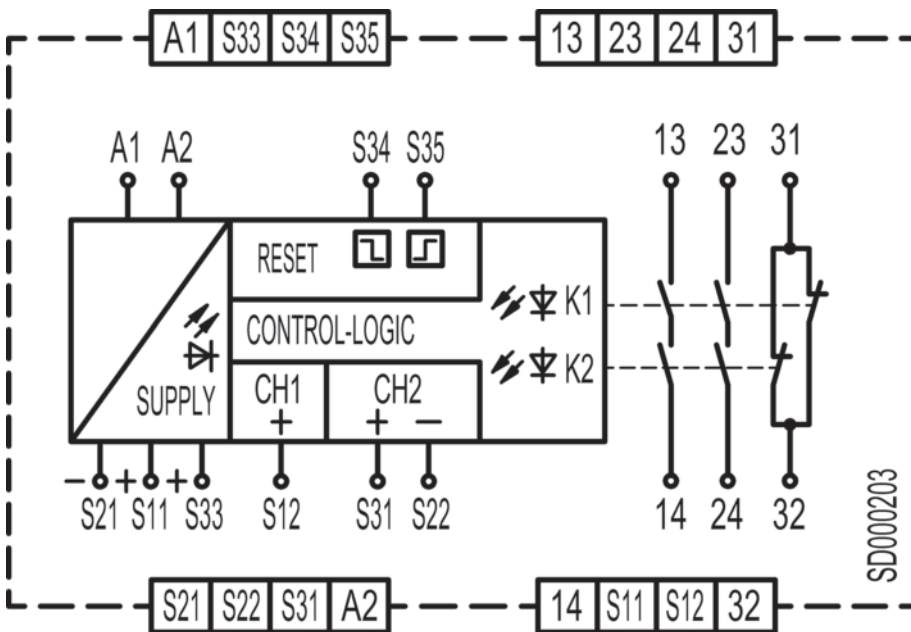 A1 S33 S34 S35 13 23 24 31
A1 A2 S34 S35 13 23 31
RESET
K1
CONTROL-LOGIC
K2
SUPPLY CH1 CH2
+ + −
− + +
S21 S11 S33 S12 S31 S22 14 24 32
SD000203
S21 S22 S31 A2 14 S11 S12 32